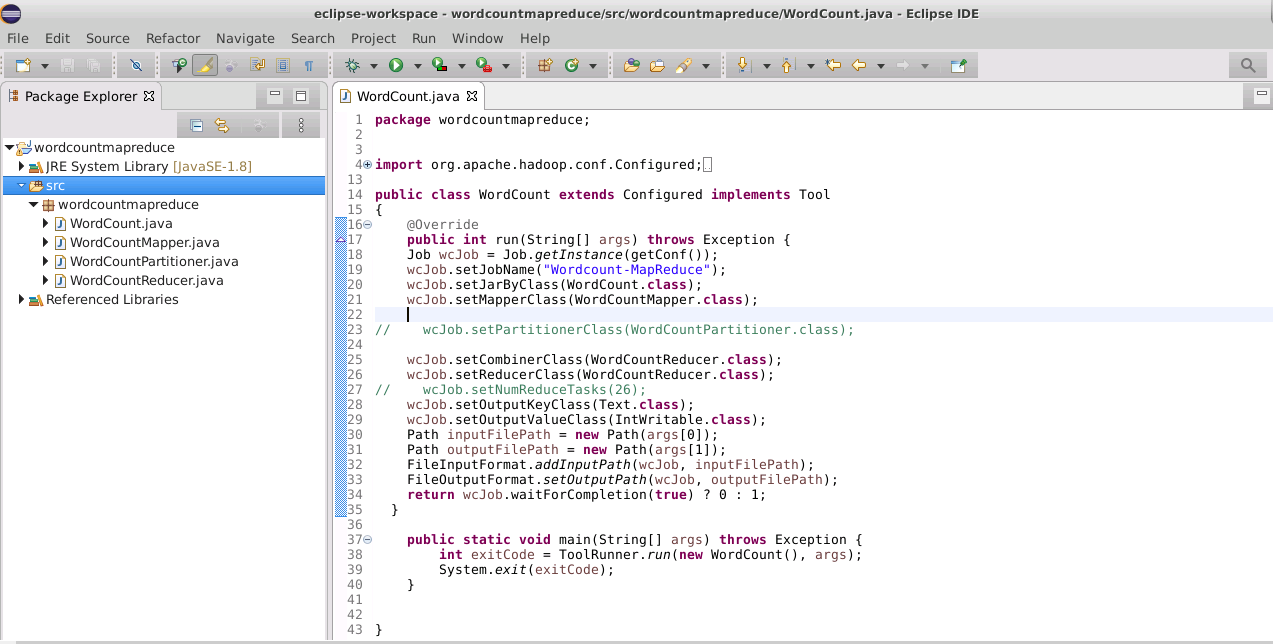 eclipse-workspace - wordcountmapreduce/src/wordcountmapreduce/WordCount.java - Eclipse IDE
File Edit Source Refactor Navigate Search Project Run Window Help
Package Explorer
wordcountmapreduce
JRE System Library [JavaSE-1.8]
src
wordcountmapreduce
WordCount.java
WordCountMapper.java
WordCountPartitioner.java
WordCountReducer.java
Referenced Libraries
WordCount.java
1 package wordcountmapreduce;
2
3
4 import org.apache.hadoop.conf.Configured;
13
14 public class WordCount extends Configured implements Tool
15 {
16     @Override
17     public int run(String[] args) throws Exception {
18     Job wcJob = Job.getInstance(getConf());
19     wcJob.setJobName("Wordcount-MapReduce");
20     wcJob.setJarByClass(WordCount.class);
21     wcJob.setMapperClass(WordCountMapper.class);
22
23 //    wcJob.setPartitionerClass(WordCountPartitioner.class);
24
25     wcJob.setCombinerClass(WordCountReducer.class);
26     wcJob.setReducerClass(WordCountReducer.class);
27 //    wcJob.setNumReduceTasks(26);
28     wcJob.setOutputKeyClass(Text.class);
29     wcJob.setOutputValueClass(IntWritable.class);
30     Path inputFilePath = new Path(args[0]);
31     Path outputFilePath = new Path(args[1]);
32     FileInputFormat.addInputPath(wcJob, inputFilePath);
33     FileOutputFormat.setOutputPath(wcJob, outputFilePath);
34     return wcJob.waitForCompletion(true) ? 0 : 1;
35   }
36
37     public static void main(String[] args) throws Exception {
38         int exitCode = ToolRunner.run(new WordCount(), args);
39         System.exit(exitCode);
40     }
41
42
43 }